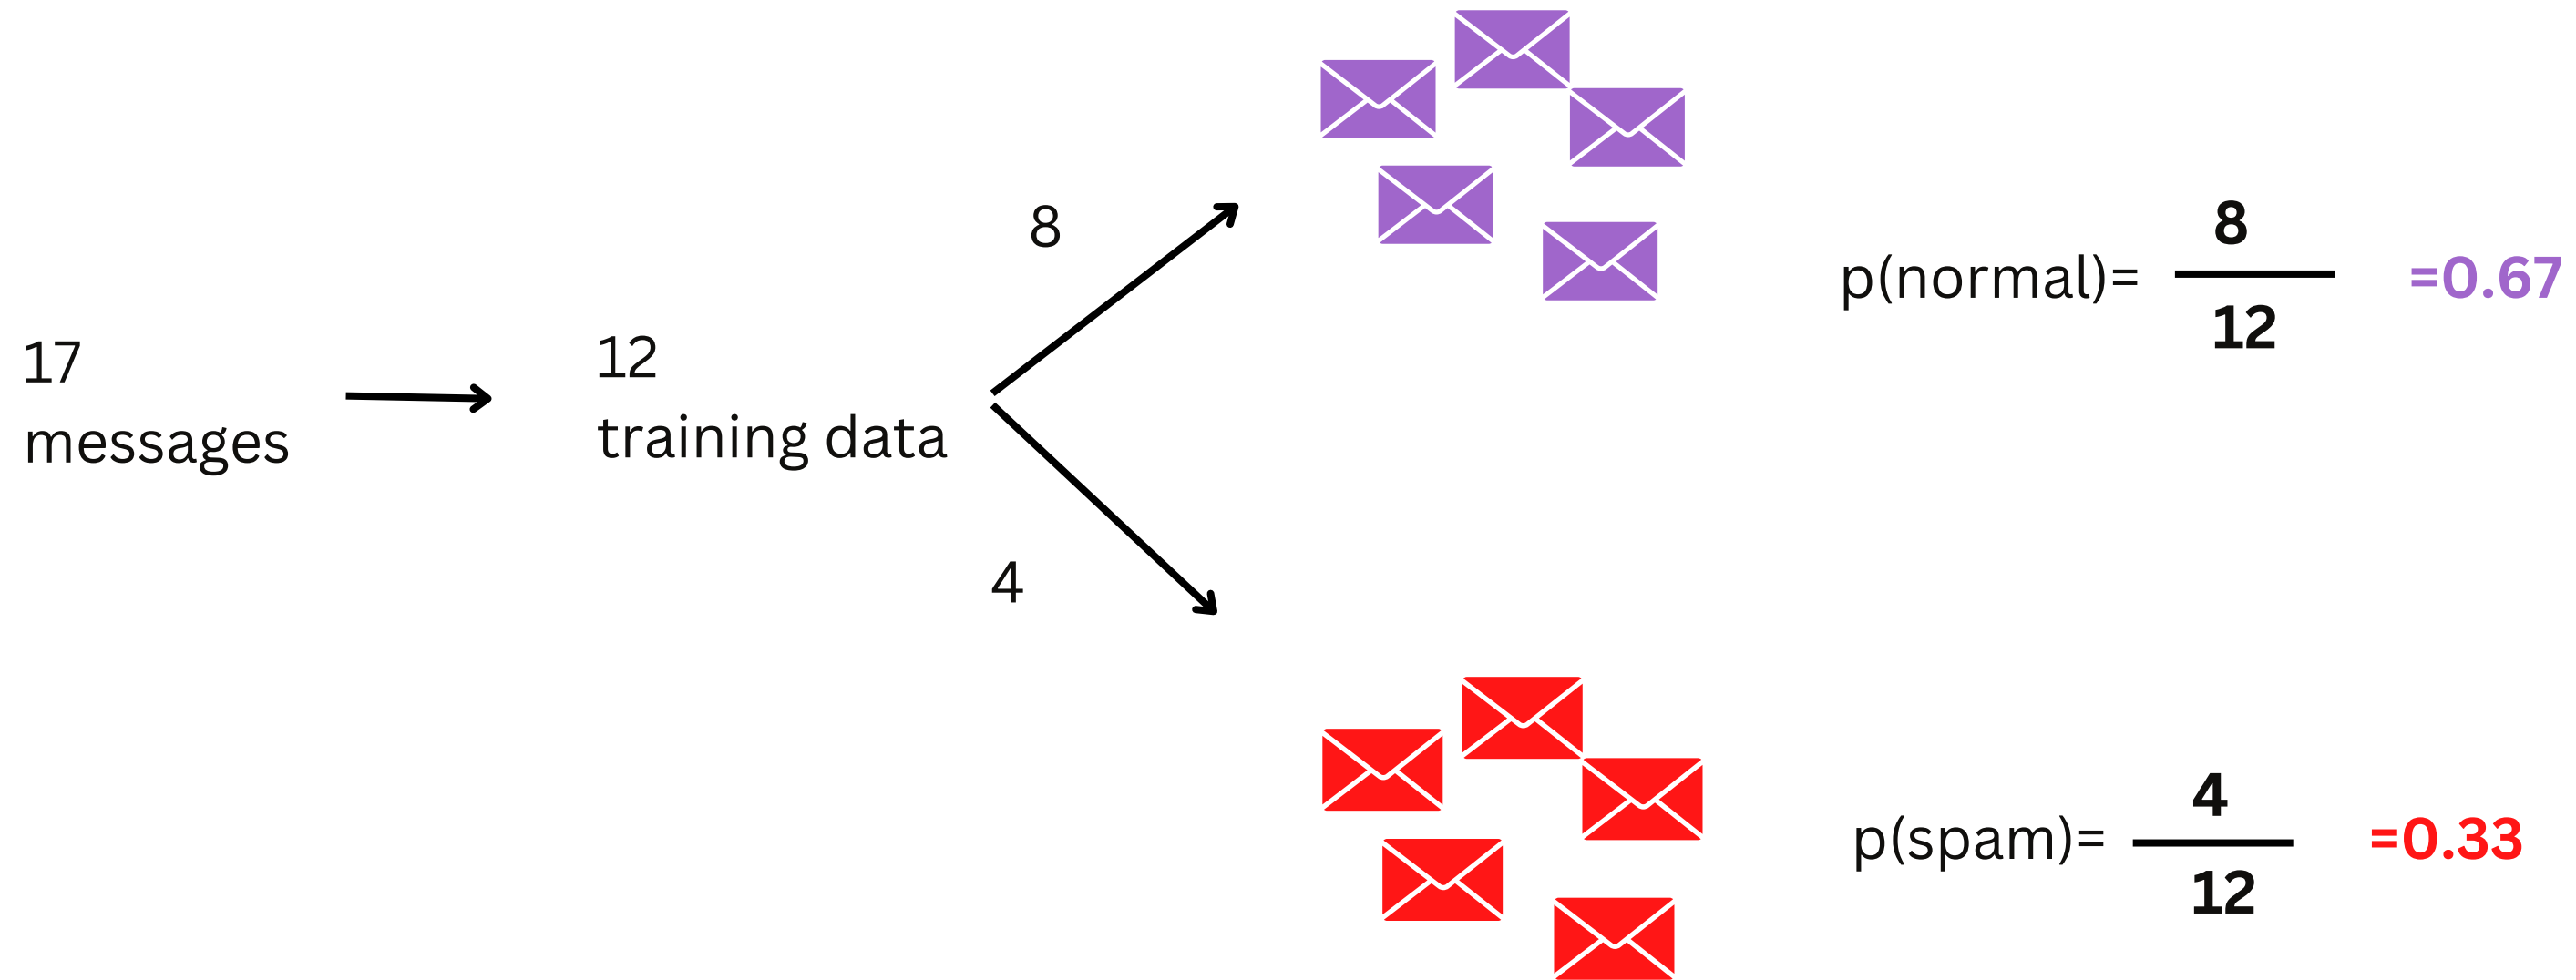 17
messages
12
training data
8
4
p(normal)=
8
12
=0.67
p(spam)=
4
12
=0.33